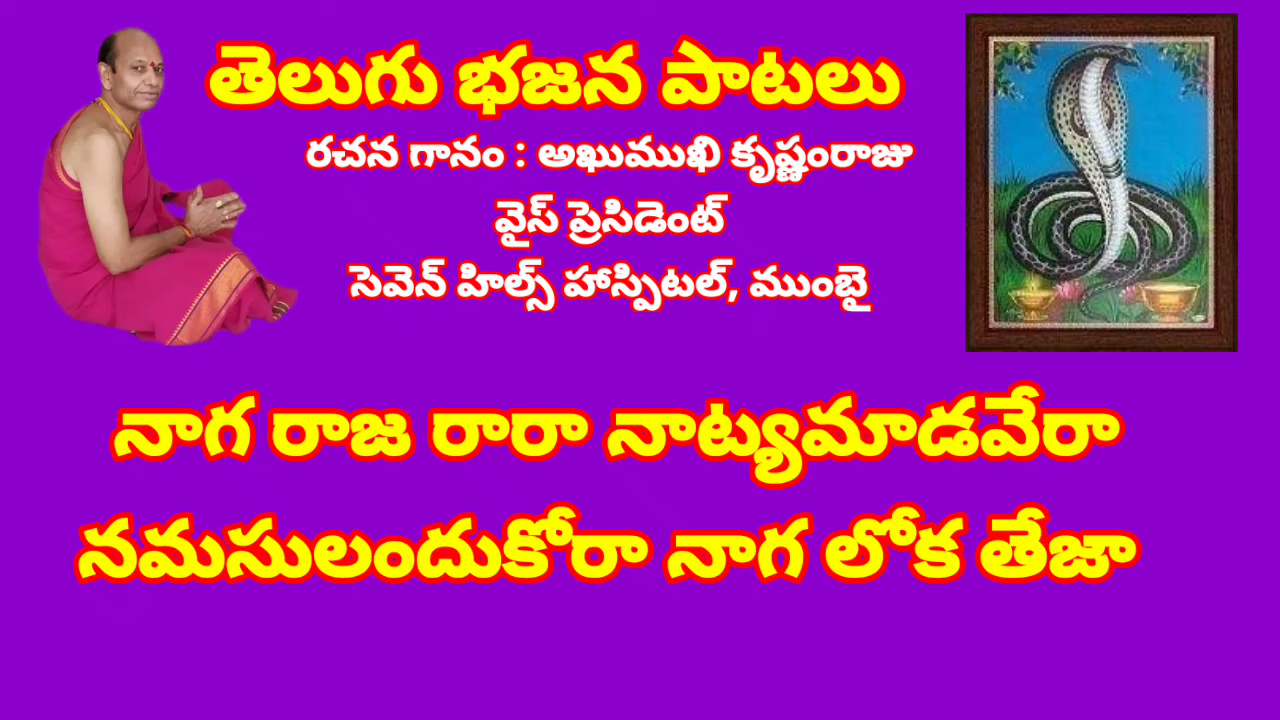 తెలుగు భజన పాటలు
రచన గానం : అఖుముఖి కృష్ణంరాజు
వైస్ ప్రెసిడెంట్
సెవెన్ హిల్స్ హాస్పిటల్, ముంబై
నాగ రాజ రారా నాట్యమాడవేరా
నమసులందుకోరా నాగ లోక తేజా